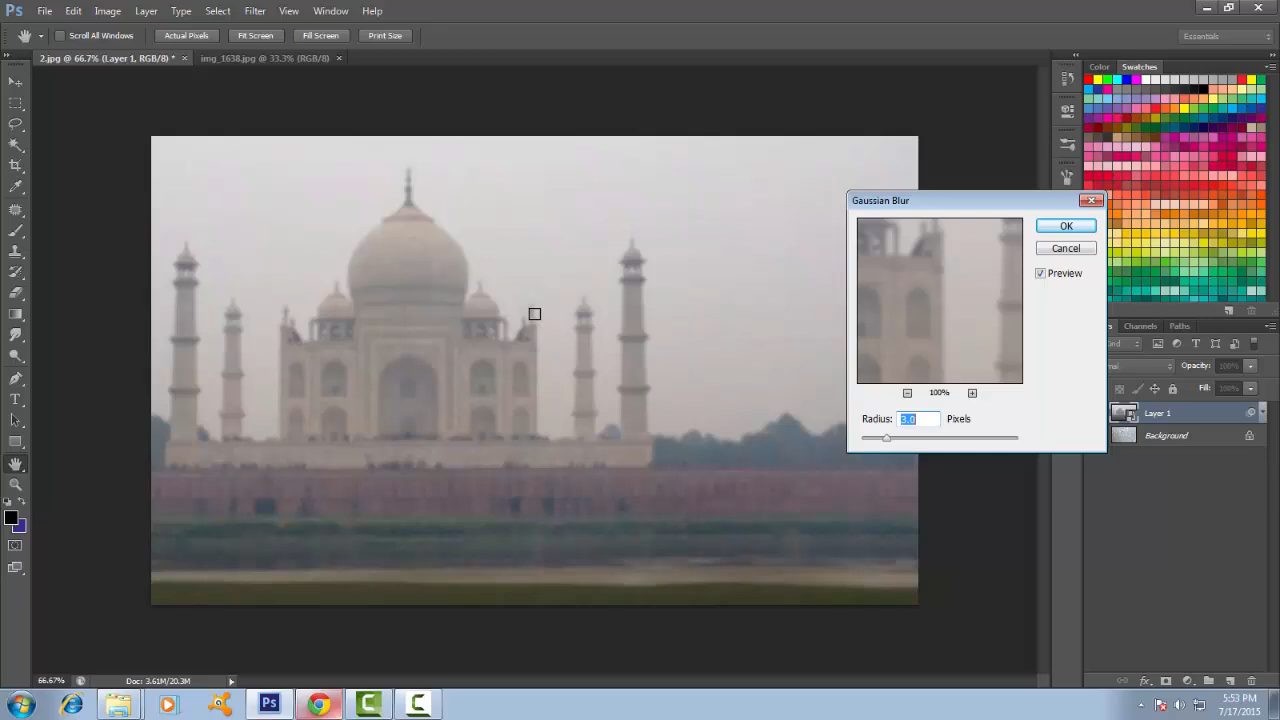 Ps File Edit Image Layer Type Select Filter View Window Help
Scroll All Windows Actual Pixels Fit Screen Fill Screen Print Size Essentials
2.jpg @ 66.7% (Layer 1, RGB/8) * × img_1638.jpg @ 33.3% (RGB/8) ×
Color Swatches
Gaussian Blur
OK
Cancel
Preview
100%
Radius: 3.0 Pixels
Channels Paths
Opacity: 100%
Fill: 100%
Layer 1
Background
66.67% Doc: 3.61M/20.3M
fx
Ps
5:53 PM
7/17/2015